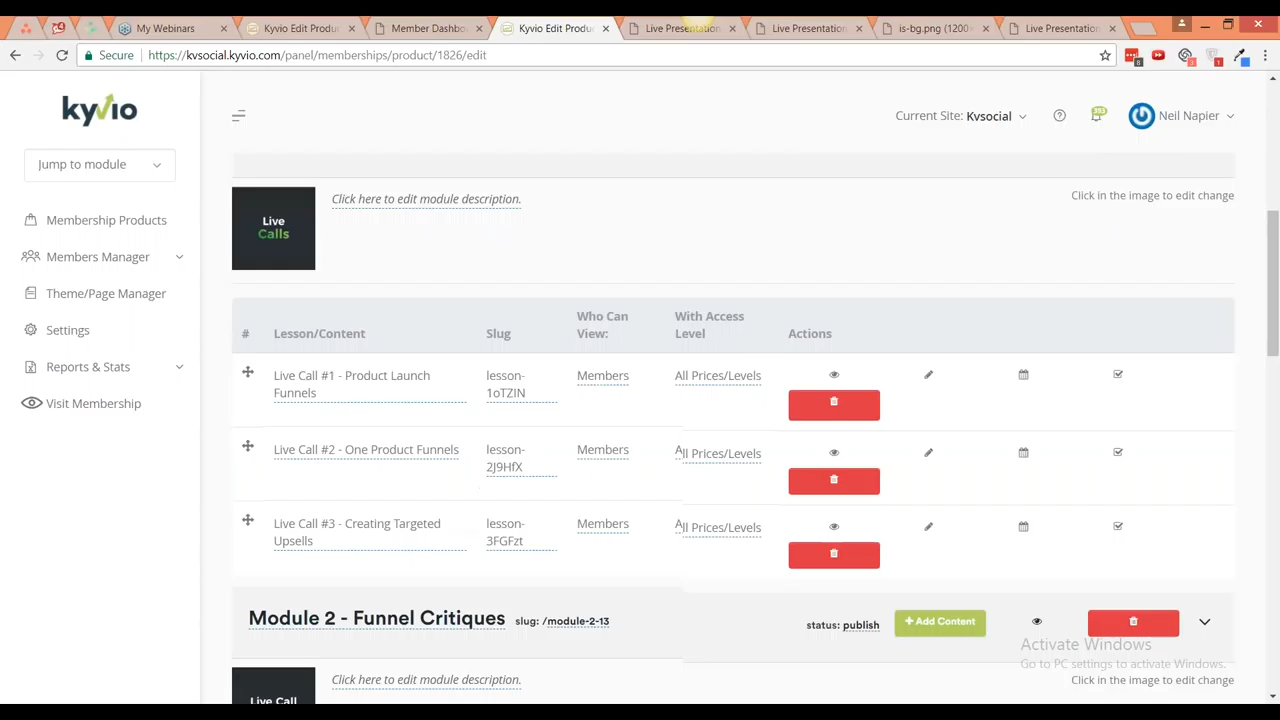 My Webinars
Kyvio Edit Produ
Member Dashbo
Kyvio Edit Produ
Live Presentation
Live Presentation
is-bg.png (1200×
Live Presentation
Secure
https://kvsocial.kyvio.com/panel/memberships/product/1826/edit
kyvio
Current Site: Kvsocial
393
Neil Napier
Jump to module
Membership Products
Members Manager
Theme/Page Manager
Settings
Reports & Stats
Visit Membership
Live
Calls
Click here to edit module description.
Click in the image to edit change
# Lesson/Content Slug Who Can View: With Access Level Actions
Live Call #1 - Product Launch
Funnels
lesson-
1oTZIN
Members
All Prices/Levels
Live Call #2 - One Product Funnels
lesson-
2J9HfX
Members
All Prices/Levels
Live Call #3 - Creating Targeted
Upsells
lesson-
3FGFzt
Members
All Prices/Levels
Module 2 - Funnel Critiques
slug: /module-2-13
status: publish
+ Add Content
Activate Windows
Go to PC settings to activate Windows.
Live Call
Click here to edit module description.
Click in the image to edit change